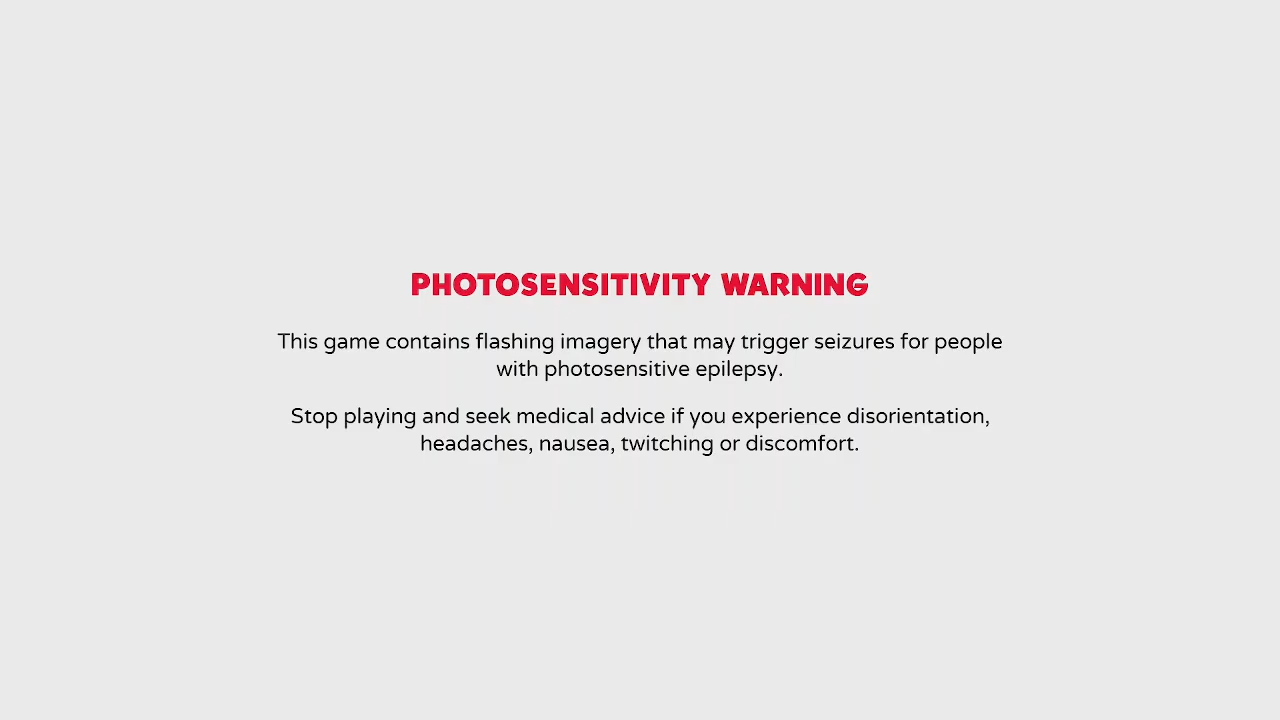 PHOTOSENSITIVITY WARNING
This game contains flashing imagery that may trigger seizures for people
with photosensitive epilepsy.
Stop playing and seek medical advice if you experience disorientation,
headaches, nausea, twitching or discomfort.